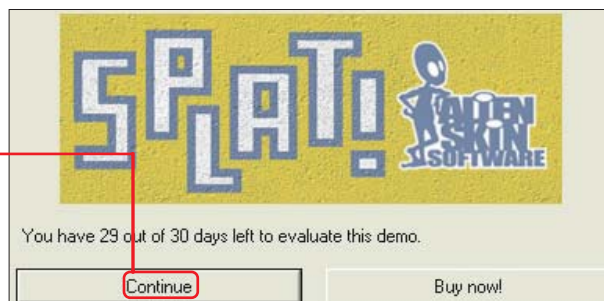 SPLAT!
ALIEN SKIN SOFTWARE
You have 29 out of 30 days left to evaluate this demo.
Continue
Buy now!